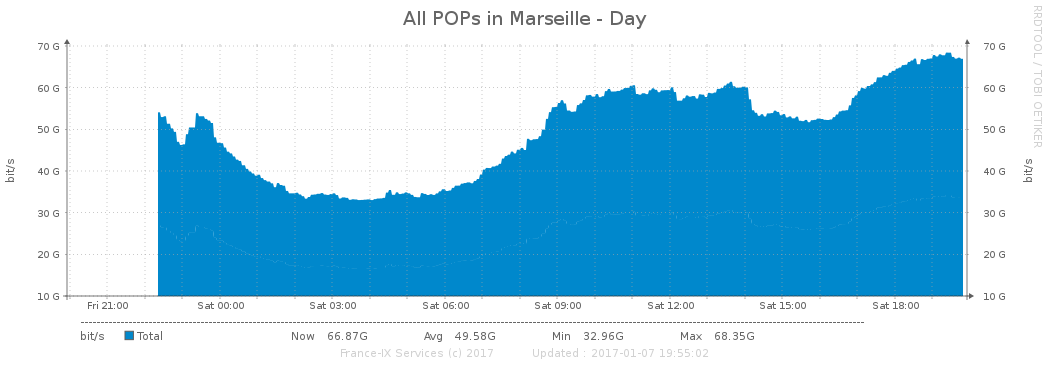 All POPs in Marseille - Day
RRDTOOL / TOBI OETIKER
70 G 70 G
60 G 60 G
50 G 50 G
40 G 40 G
30 G 30 G
20 G 20 G
10 G 10 G
bit/s
bit/s
Fri 21:00 Sat 00:00 Sat 03:00 Sat 06:00 Sat 09:00 Sat 12:00 Sat 15:00 Sat 18:00
bit/s Total Now 66.87G Avg 49.58G Min 32.96G Max 68.35G
France-IX Services (c) 2017 Updated : 2017-01-07 19:55:02